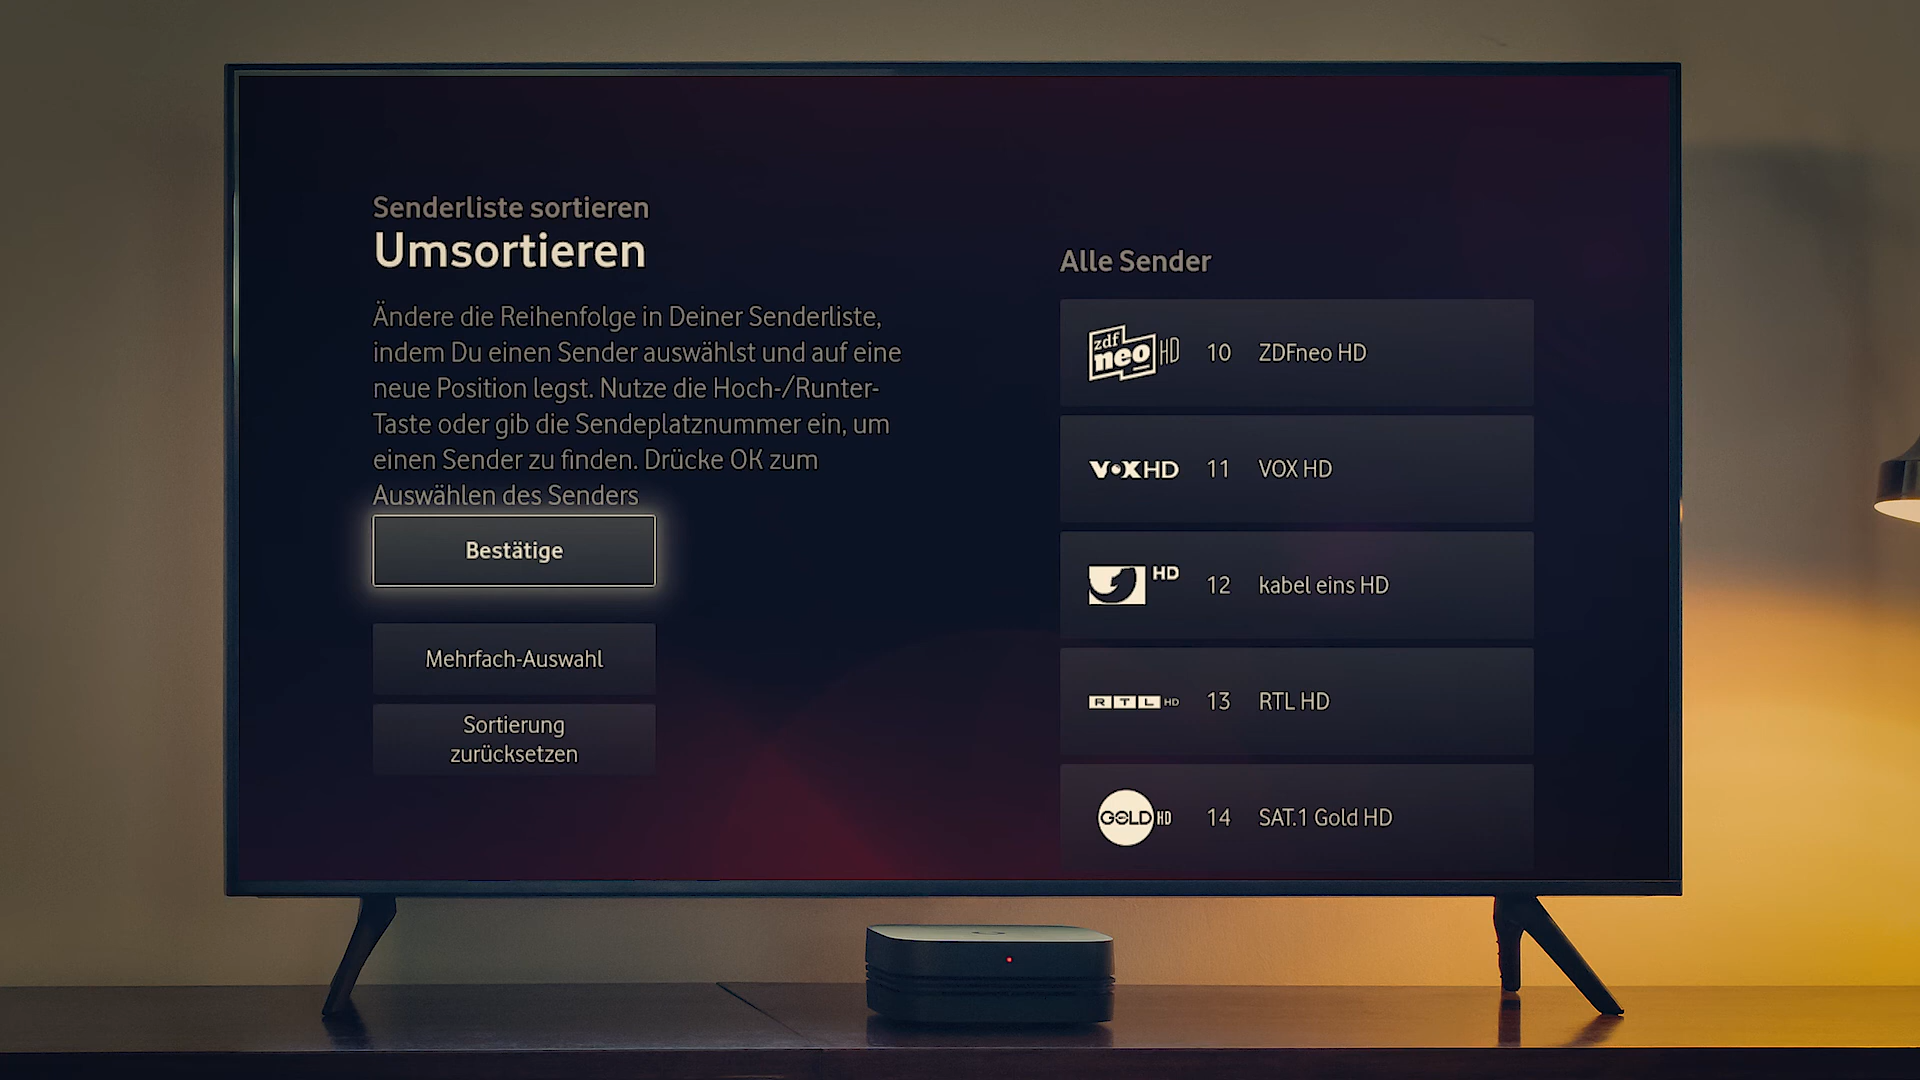 Senderliste sortieren
Umsortieren
Ändere die Reihenfolge in Deiner Senderliste,
indem Du einen Sender auswählst und auf eine
neue Position legst. Nutze die Hoch-/Runter-
Taste oder gib die Sendeplatznummer ein, um
einen Sender zu finden. Drücke OK zum
Auswählen des Senders
Bestätige
Mehrfach-Auswahl
Sortierung
zurücksetzen
Alle Sender
zdf neo HD 10 ZDFneo HD
VOX HD 11 VOX HD
HD 12 kabel eins HD
RTL HD 13 RTL HD
GOLD HD 14 SAT.1 Gold HD